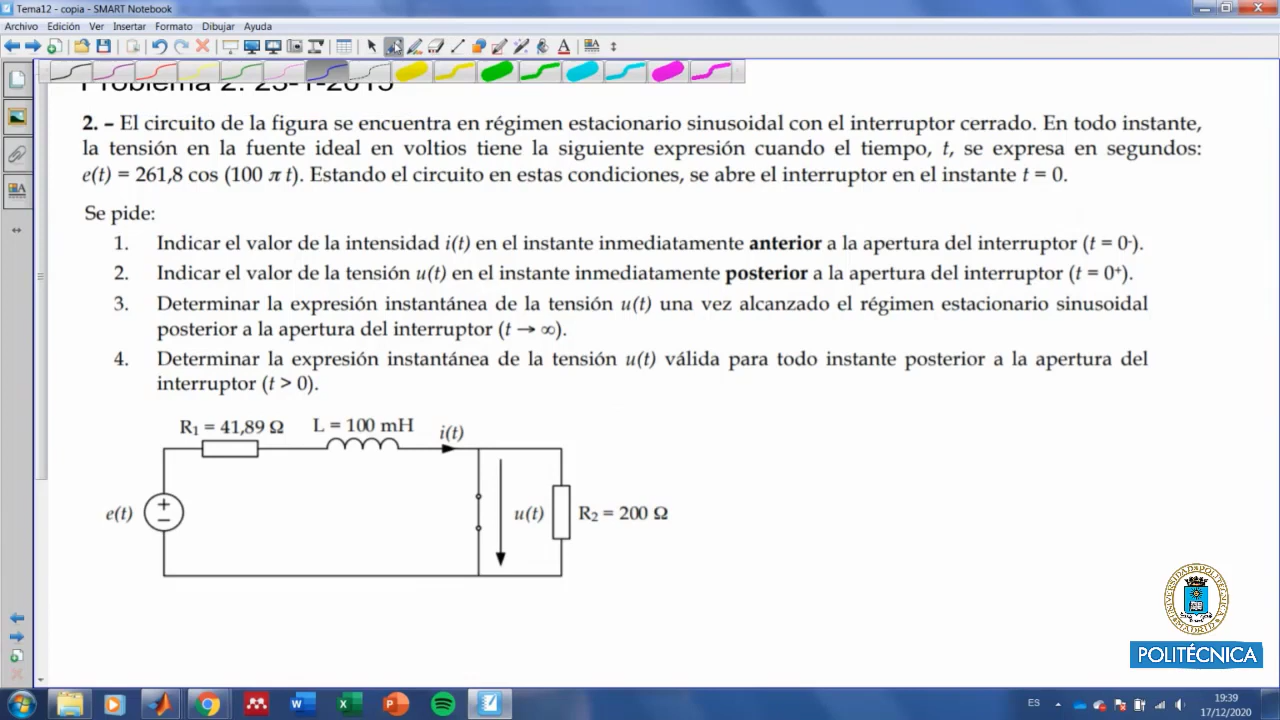 Tema12 - copia - SMART Notebook
Archivo Edición Ver Insertar Formato Dibujar Ayuda
Problema 2. 23-1-2015
2. – El circuito de la figura se encuentra en régimen estacionario sinusoidal con el interruptor cerrado. En todo instante,
la tensión en la fuente ideal en voltios tiene la siguiente expresión cuando el tiempo, t, se expresa en segundos:
e(t) = 261,8 cos (100 π t). Estando el circuito en estas condiciones, se abre el interruptor en el instante t = 0.
Se pide:
1. Indicar el valor de la intensidad i(t) en el instante inmediatamente anterior a la apertura del interruptor (t = 0-).
2. Indicar el valor de la tensión u(t) en el instante inmediatamente posterior a la apertura del interruptor (t = 0+).
3. Determinar la expresión instantánea de la tensión u(t) una vez alcanzado el régimen estacionario sinusoidal
posterior a la apertura del interruptor (t → ∞).
4. Determinar la expresión instantánea de la tensión u(t) válida para todo instante posterior a la apertura del
interruptor (t > 0).
R1 = 41,89 Ω L = 100 mH i(t)
e(t) + − u(t) R2 = 200 Ω
POLITÉCNICA
ES 19:39
17/12/2020